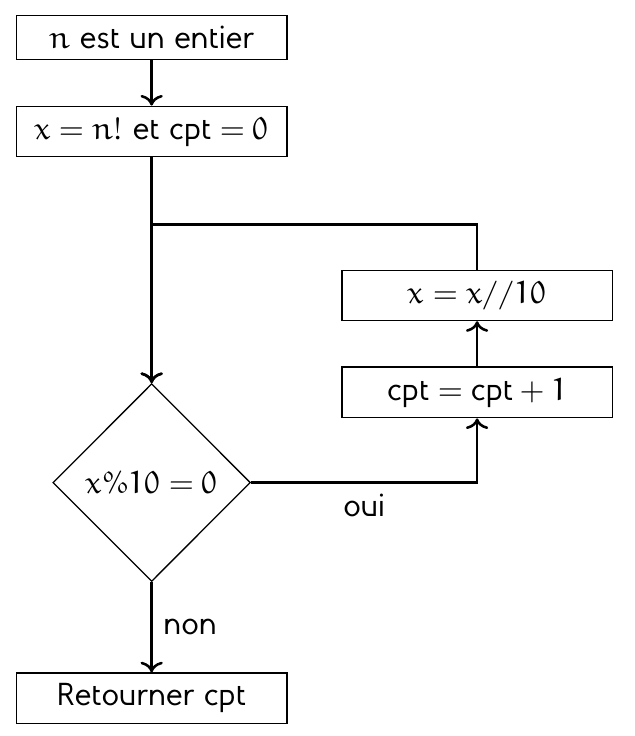 n est un entier
x = n! et cpt = 0
x = x//10
cpt = cpt + 1
x%10 = 0
oui
non
Retourner cpt